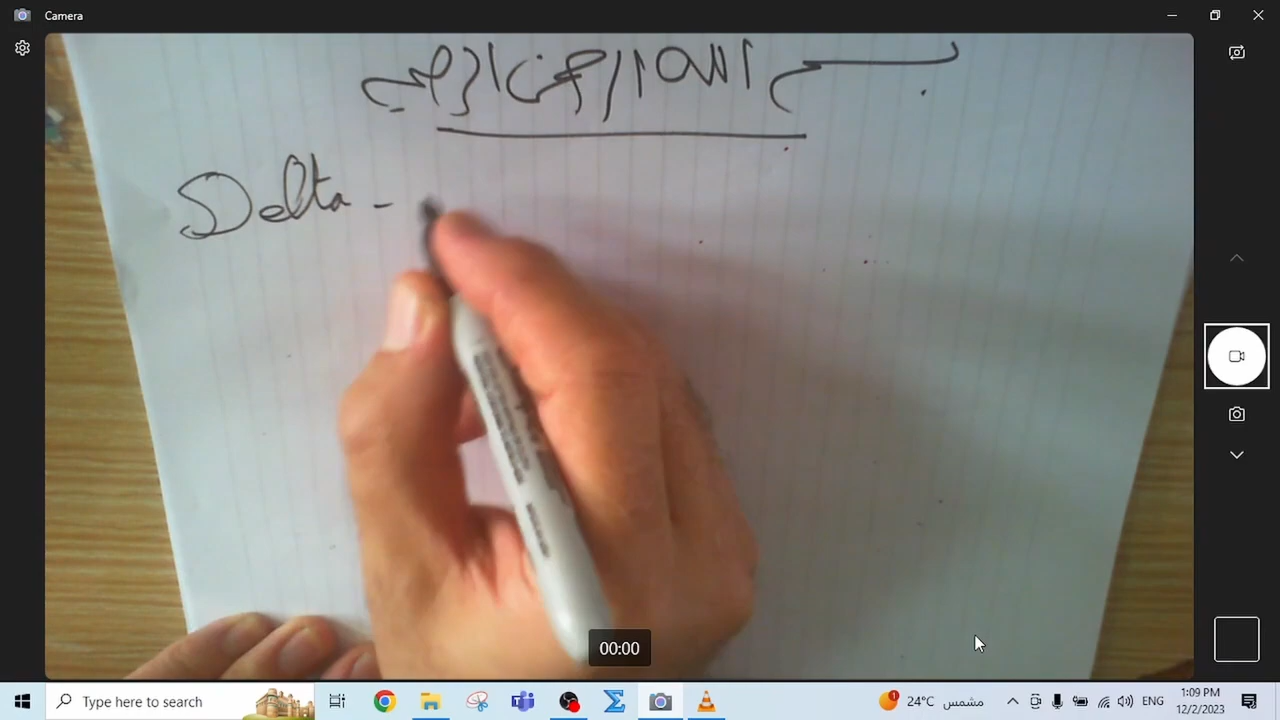 Camera
بسم الله الرحمن الرحيم
Delta -
00:00
Type here to search
1
24°C مشمس
ENG
1:09 PM
12/2/2023